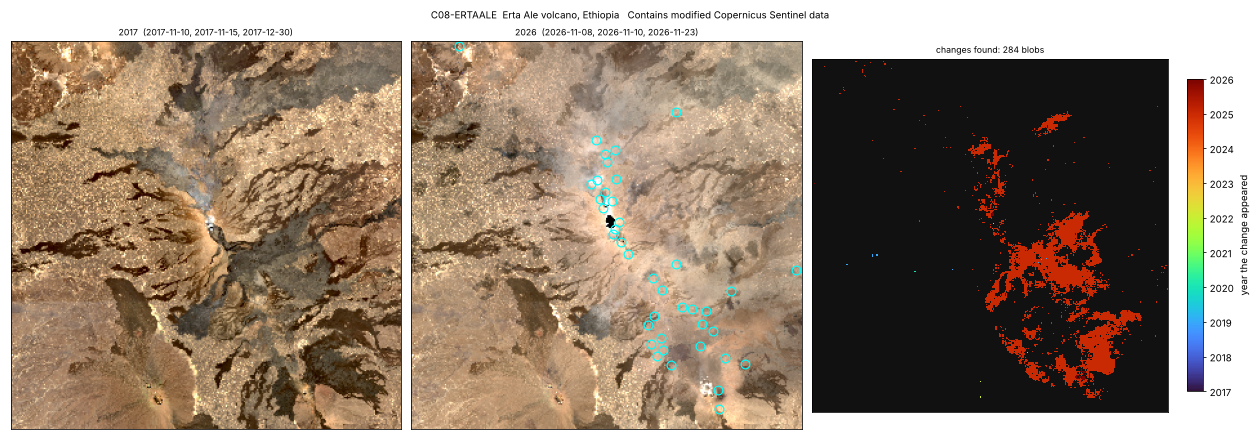 C08-ERTAALE  Erta Ale volcano, Ethiopia   Contains modified Copernicus Sentinel data
2017  (2017-11-10, 2017-11-15, 2017-12-30)
2026  (2026-11-08, 2026-11-10, 2026-11-23)
changes found: 284 blobs
2026
2025
2024
2023
2022
2021
2020
2019
2018
2017
year the change appeared